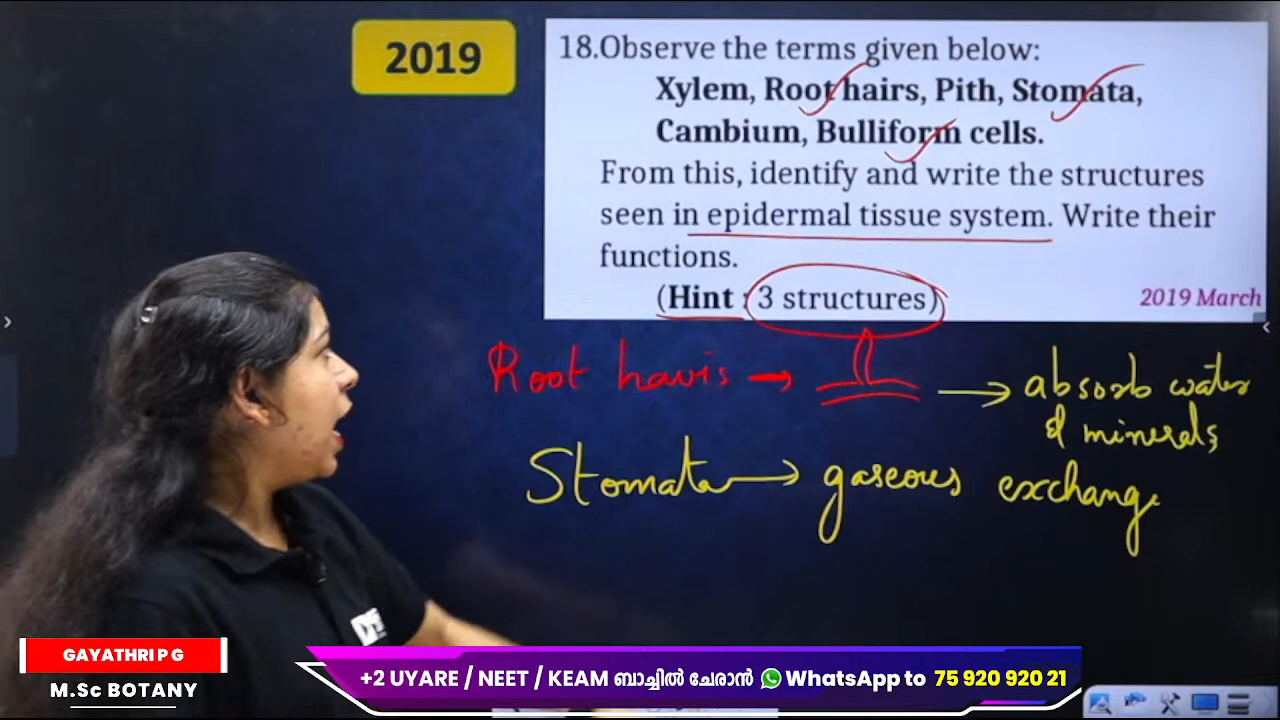 2019
18.Observe the terms given below:
Xylem, Root hairs, Pith, Stomata,
Cambium, Bulliform cells.
From this, identify and write the structures
seen in epidermal tissue system. Write their
functions.
(Hint : 3 structures)
2019 March
Root hairs → → absorb water
& minerals
Stomata → gaseous exchange
GAYATHRI P G
M.Sc BOTANY
+2 UYARE / NEET / KEAM ബാച്ചിൽ ചേരാൻ WhatsApp to 75 920 920 21